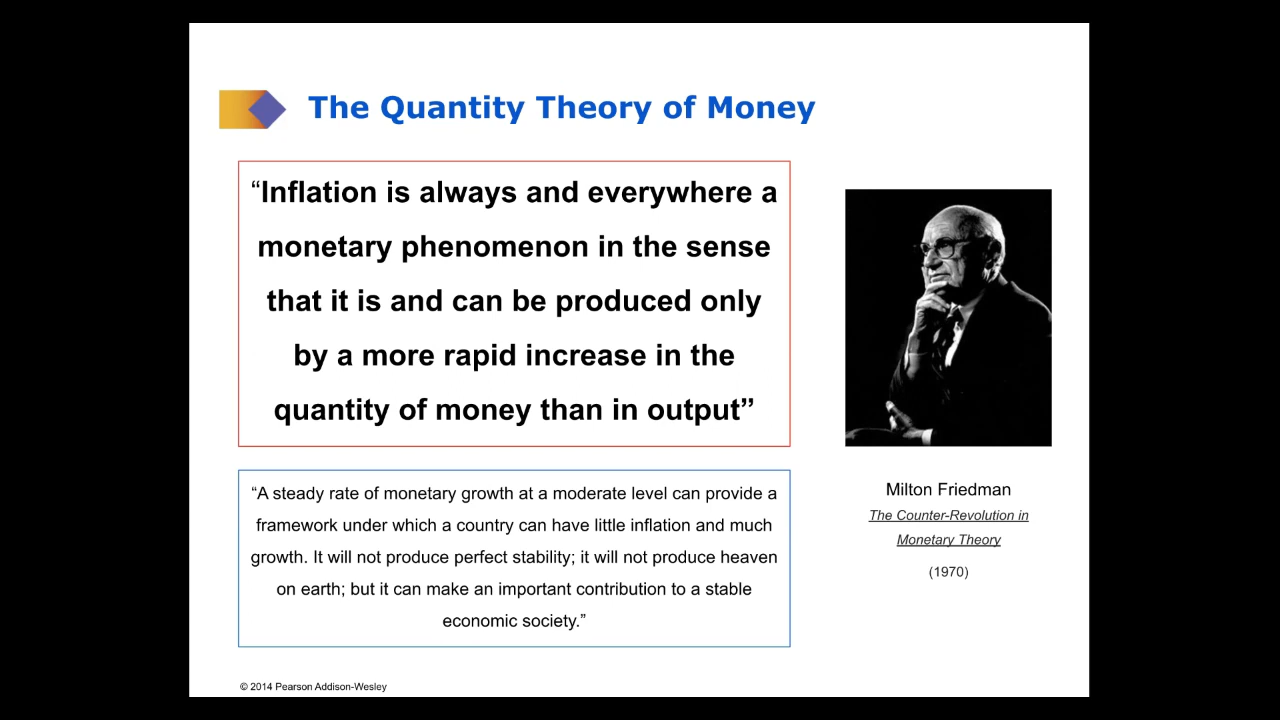 The Quantity Theory of Money
“Inflation is always and everywhere a
monetary phenomenon in the sense
that it is and can be produced only
by a more rapid increase in the
quantity of money than in output”
“A steady rate of monetary growth at a moderate level can provide a
framework under which a country can have little inflation and much
growth. It will not produce perfect stability; it will not produce heaven
on earth; but it can make an important contribution to a stable
economic society.”
Milton Friedman
The Counter-Revolution in
Monetary Theory
(1970)
© 2014 Pearson Addison-Wesley